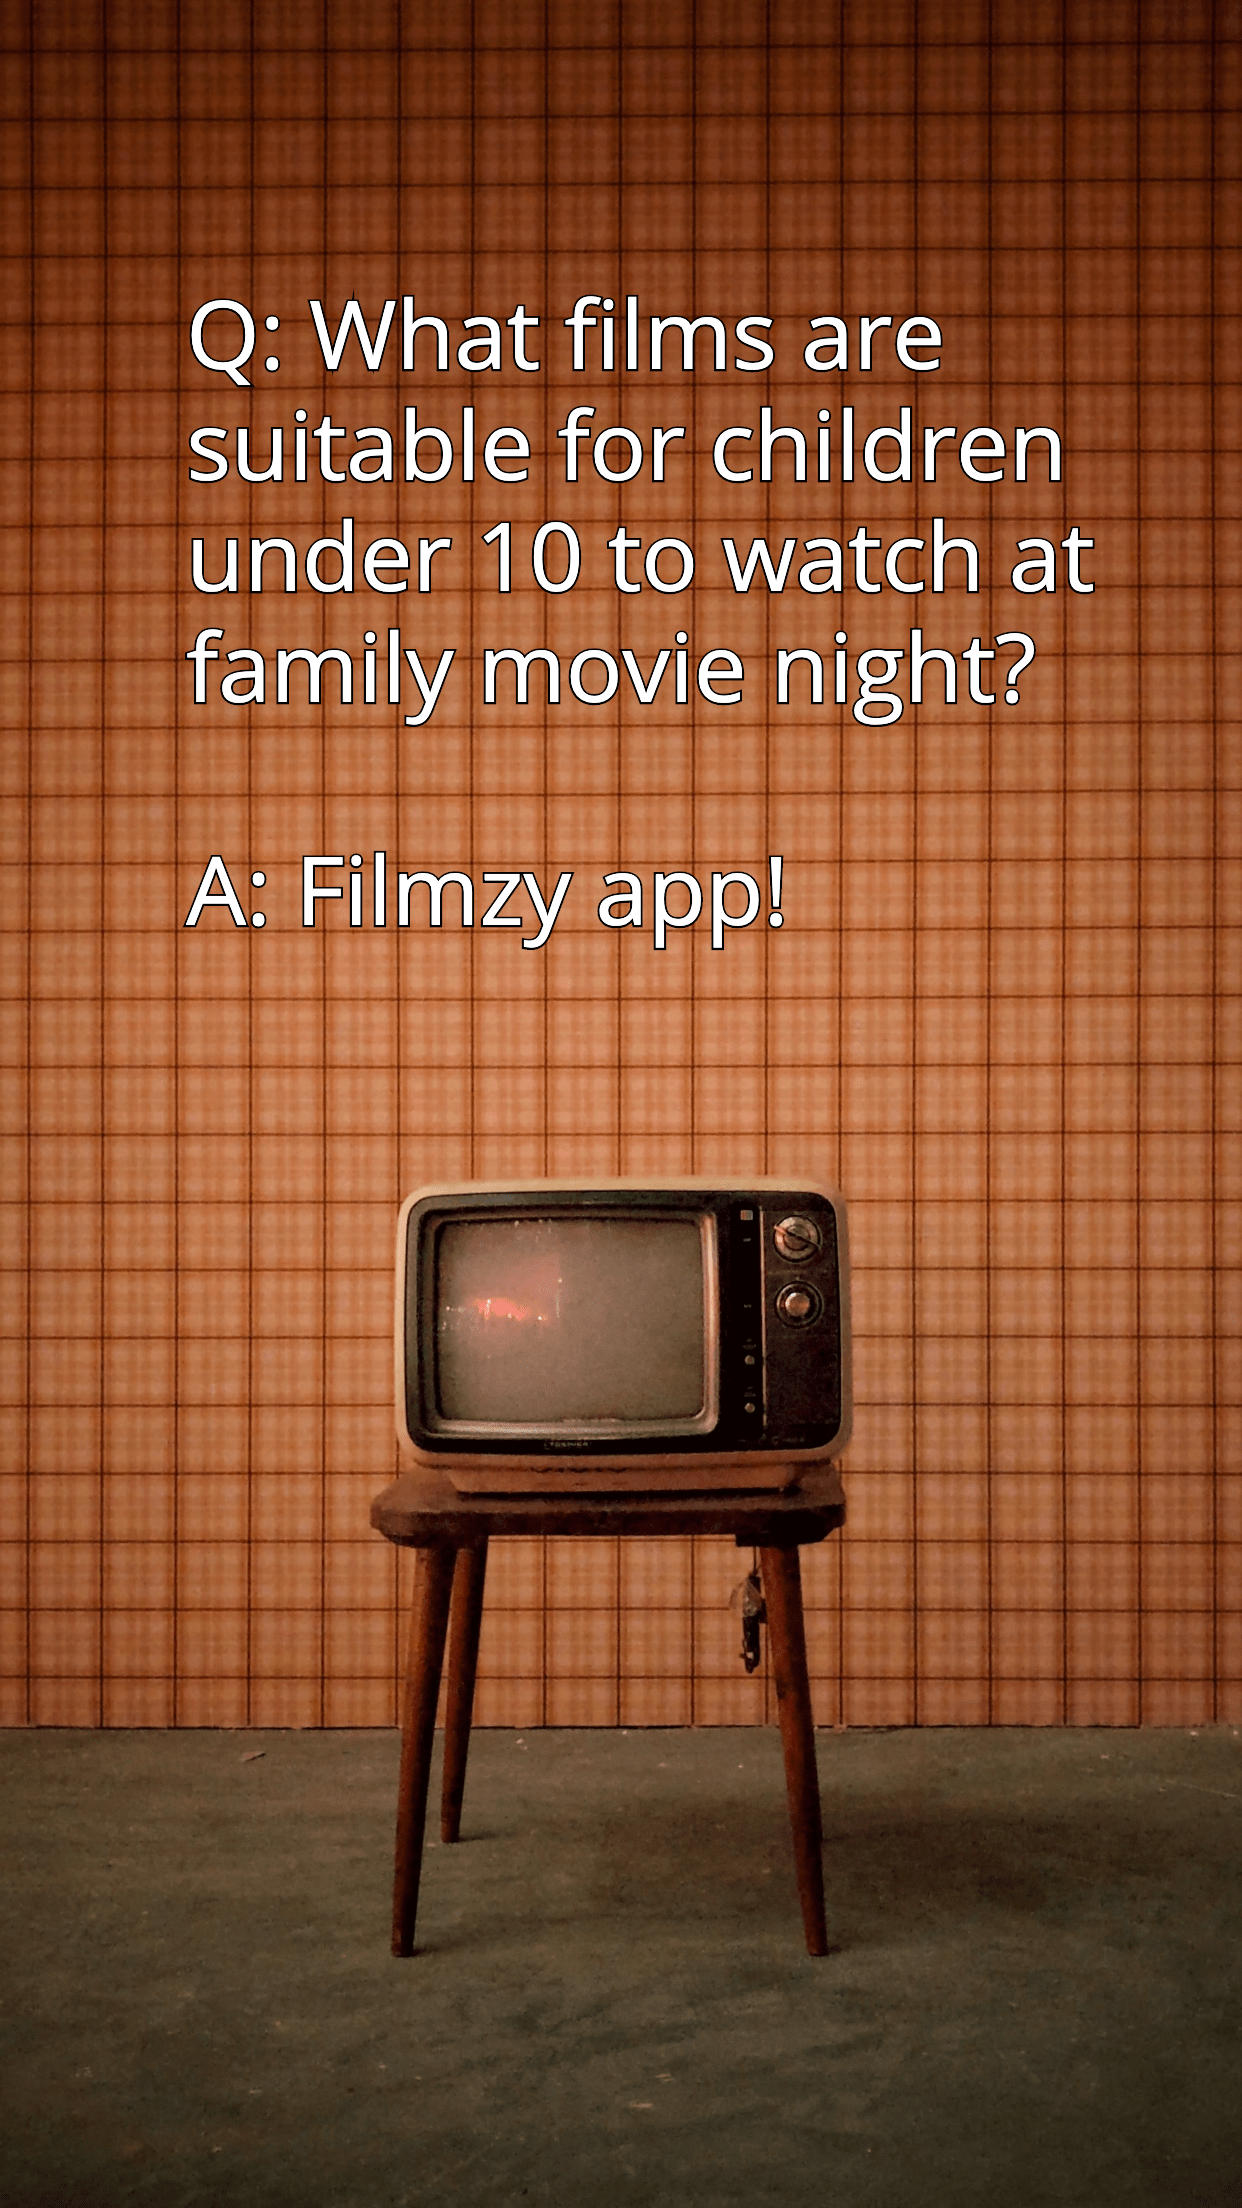 Q: What films are
suitable for children
under 10 to watch at
family movie night?
A: Filmzy app!